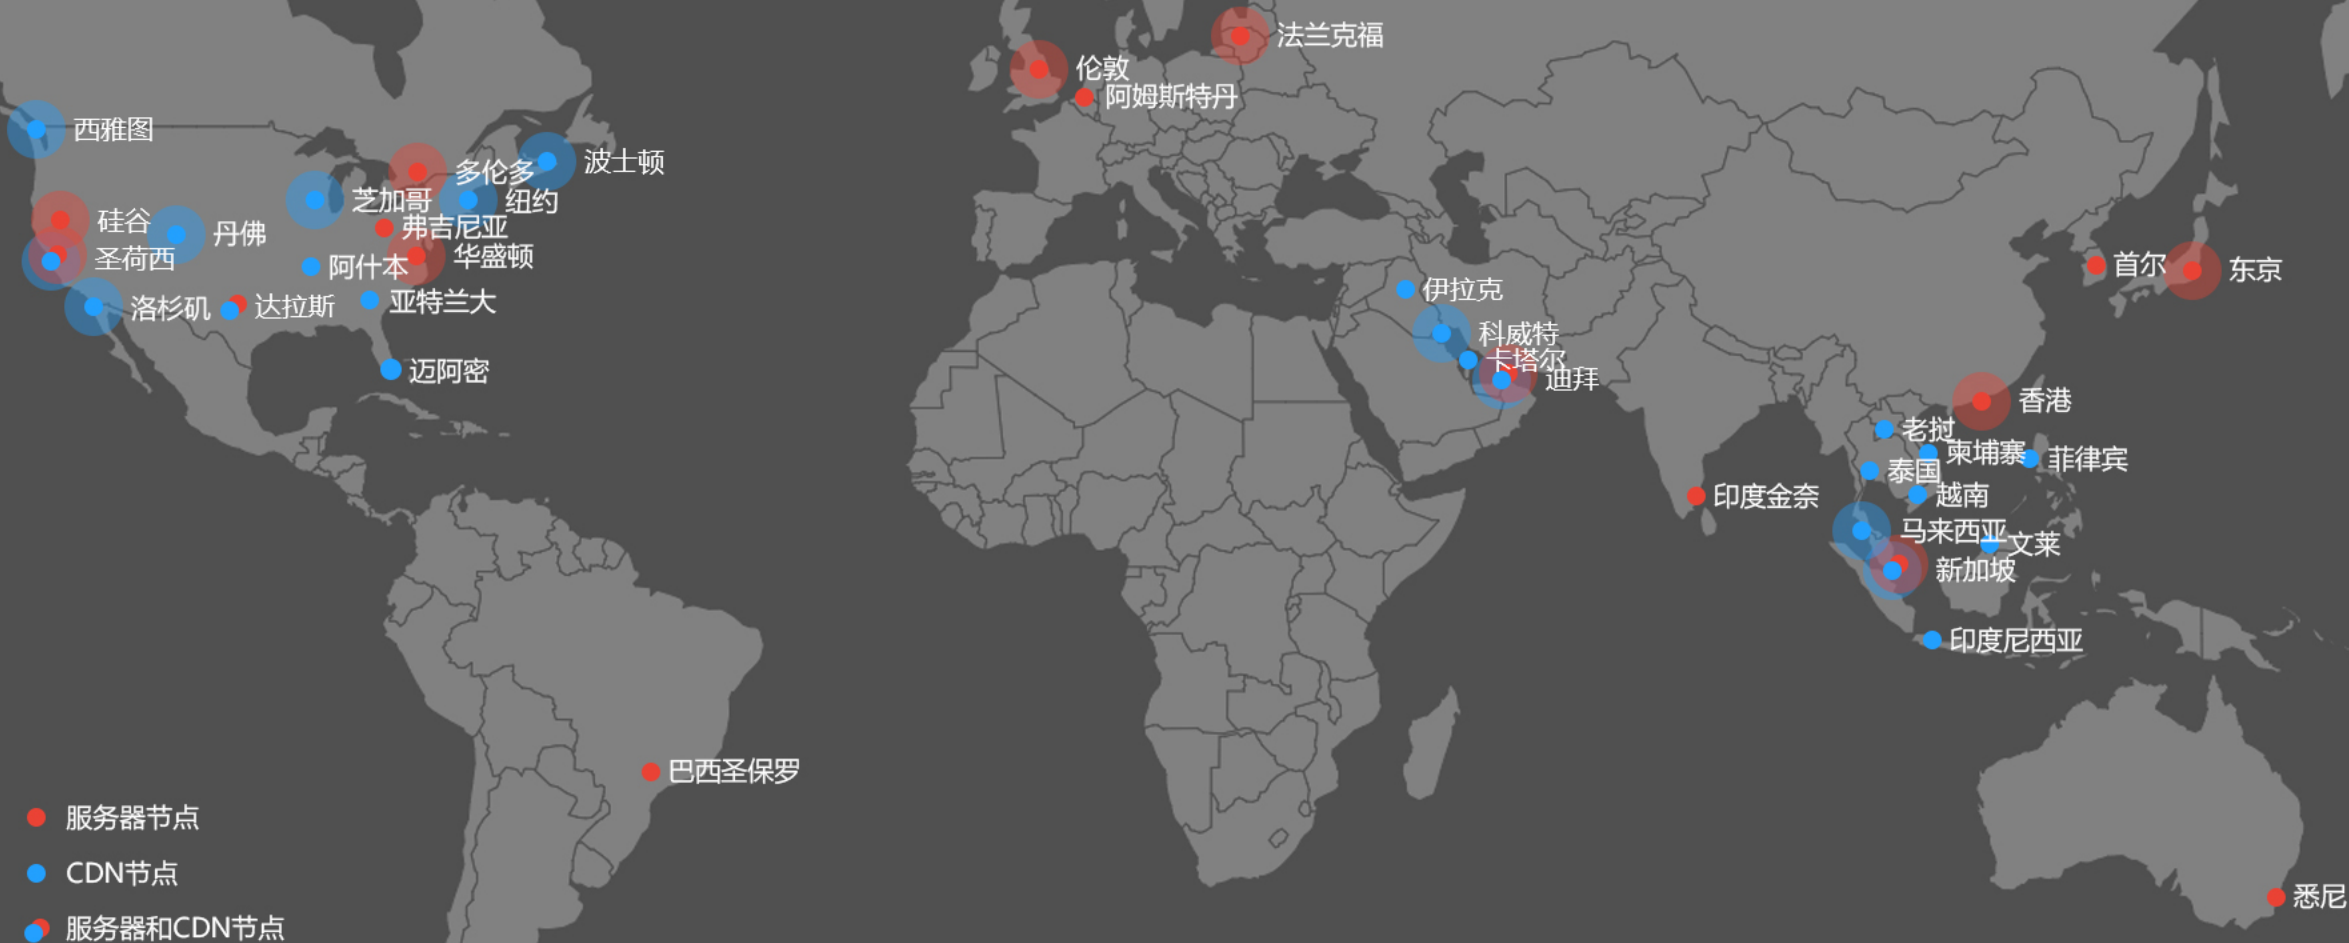 法兰克福
伦敦
阿姆斯特丹
西雅图
波士顿
多伦多
芝加哥
纽约
硅谷
弗吉尼亚
丹佛
华盛顿
圣荷西
阿什本
首尔
东京
伊拉克
亚特兰大
洛杉矶
达拉斯
科威特
卡塔尔
迈阿密
迪拜
香港
老挝
柬埔寨
菲律宾
泰国
越南
印度金奈
马来西亚
文莱
新加坡
印度尼西亚
巴西圣保罗
服务器节点
CDN节点
悉尼
服务器和CDN节点